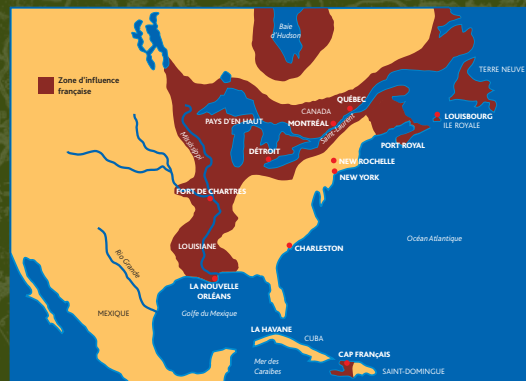 Baie
d'Hudson
Zone d'influence
française
TERRE NEUVE
QUÉBEC
CANADA
PAYS D'EN HAUT
MONTRÉAL
LOUISBOURG
ILE ROYALE
Saint-Laurent
Mississipi
PORT ROYAL
DÉTROIT
NEW ROCHELLE
NEW YORK
FORT DE CHARTRES
Océan Atlantique
LOUISIANE
CHARLESTON
Rio Grande
LA NOUVELLE
ORLÉANS
MEXIQUE
Golfe du Mexique
LA HAVANE
CUBA
CAP FRANçAIS
Mer des
Caraïbes
SAINT-DOMINGUE